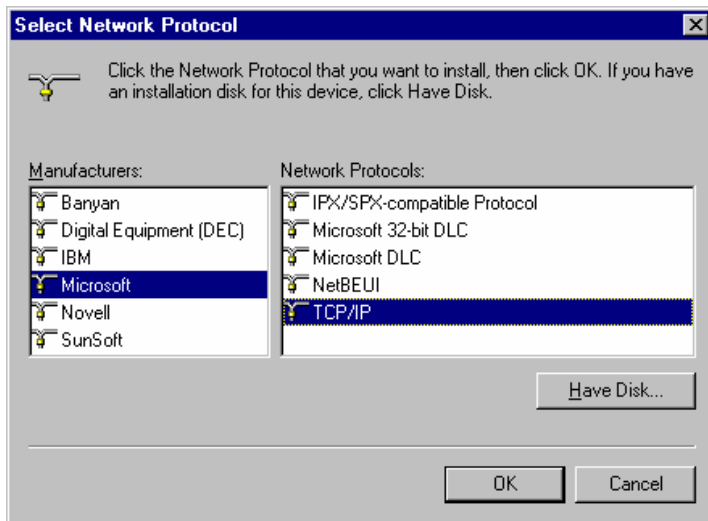 Select Network Protocol
Click the Network Protocol that you want to install, then click OK. If you have
an installation disk for this device, click Have Disk.
Manufacturers:
Banyan
Digital Equipment (DEC)
IBM
Microsoft
Novell
SunSoft
Network Protocols:
IPX/SPX-compatible Protocol
Microsoft 32-bit DLC
Microsoft DLC
NetBEUI
TCP/IP
Have Disk...
OK
Cancel